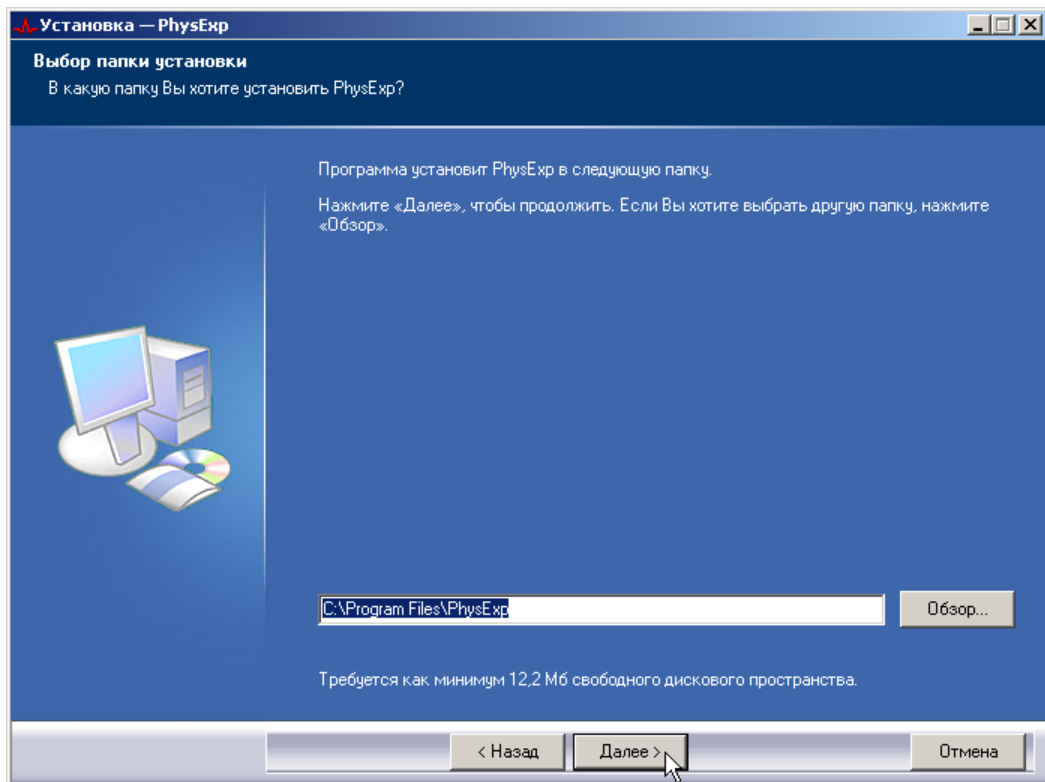 Установка — PhysExp
Выбор папки установки
В какую папку Вы хотите установить PhysExp?
Программа установит PhysExp в следующую папку.
Нажмите «Далее», чтобы продолжить. Если Вы хотите выбрать другую папку, нажмите
«Обзор».
C:\Program Files\PhysExp
Обзор...
Требуется как минимум 12,2 Мб свободного дискового пространства.
< Назад
Далее >
Отмена